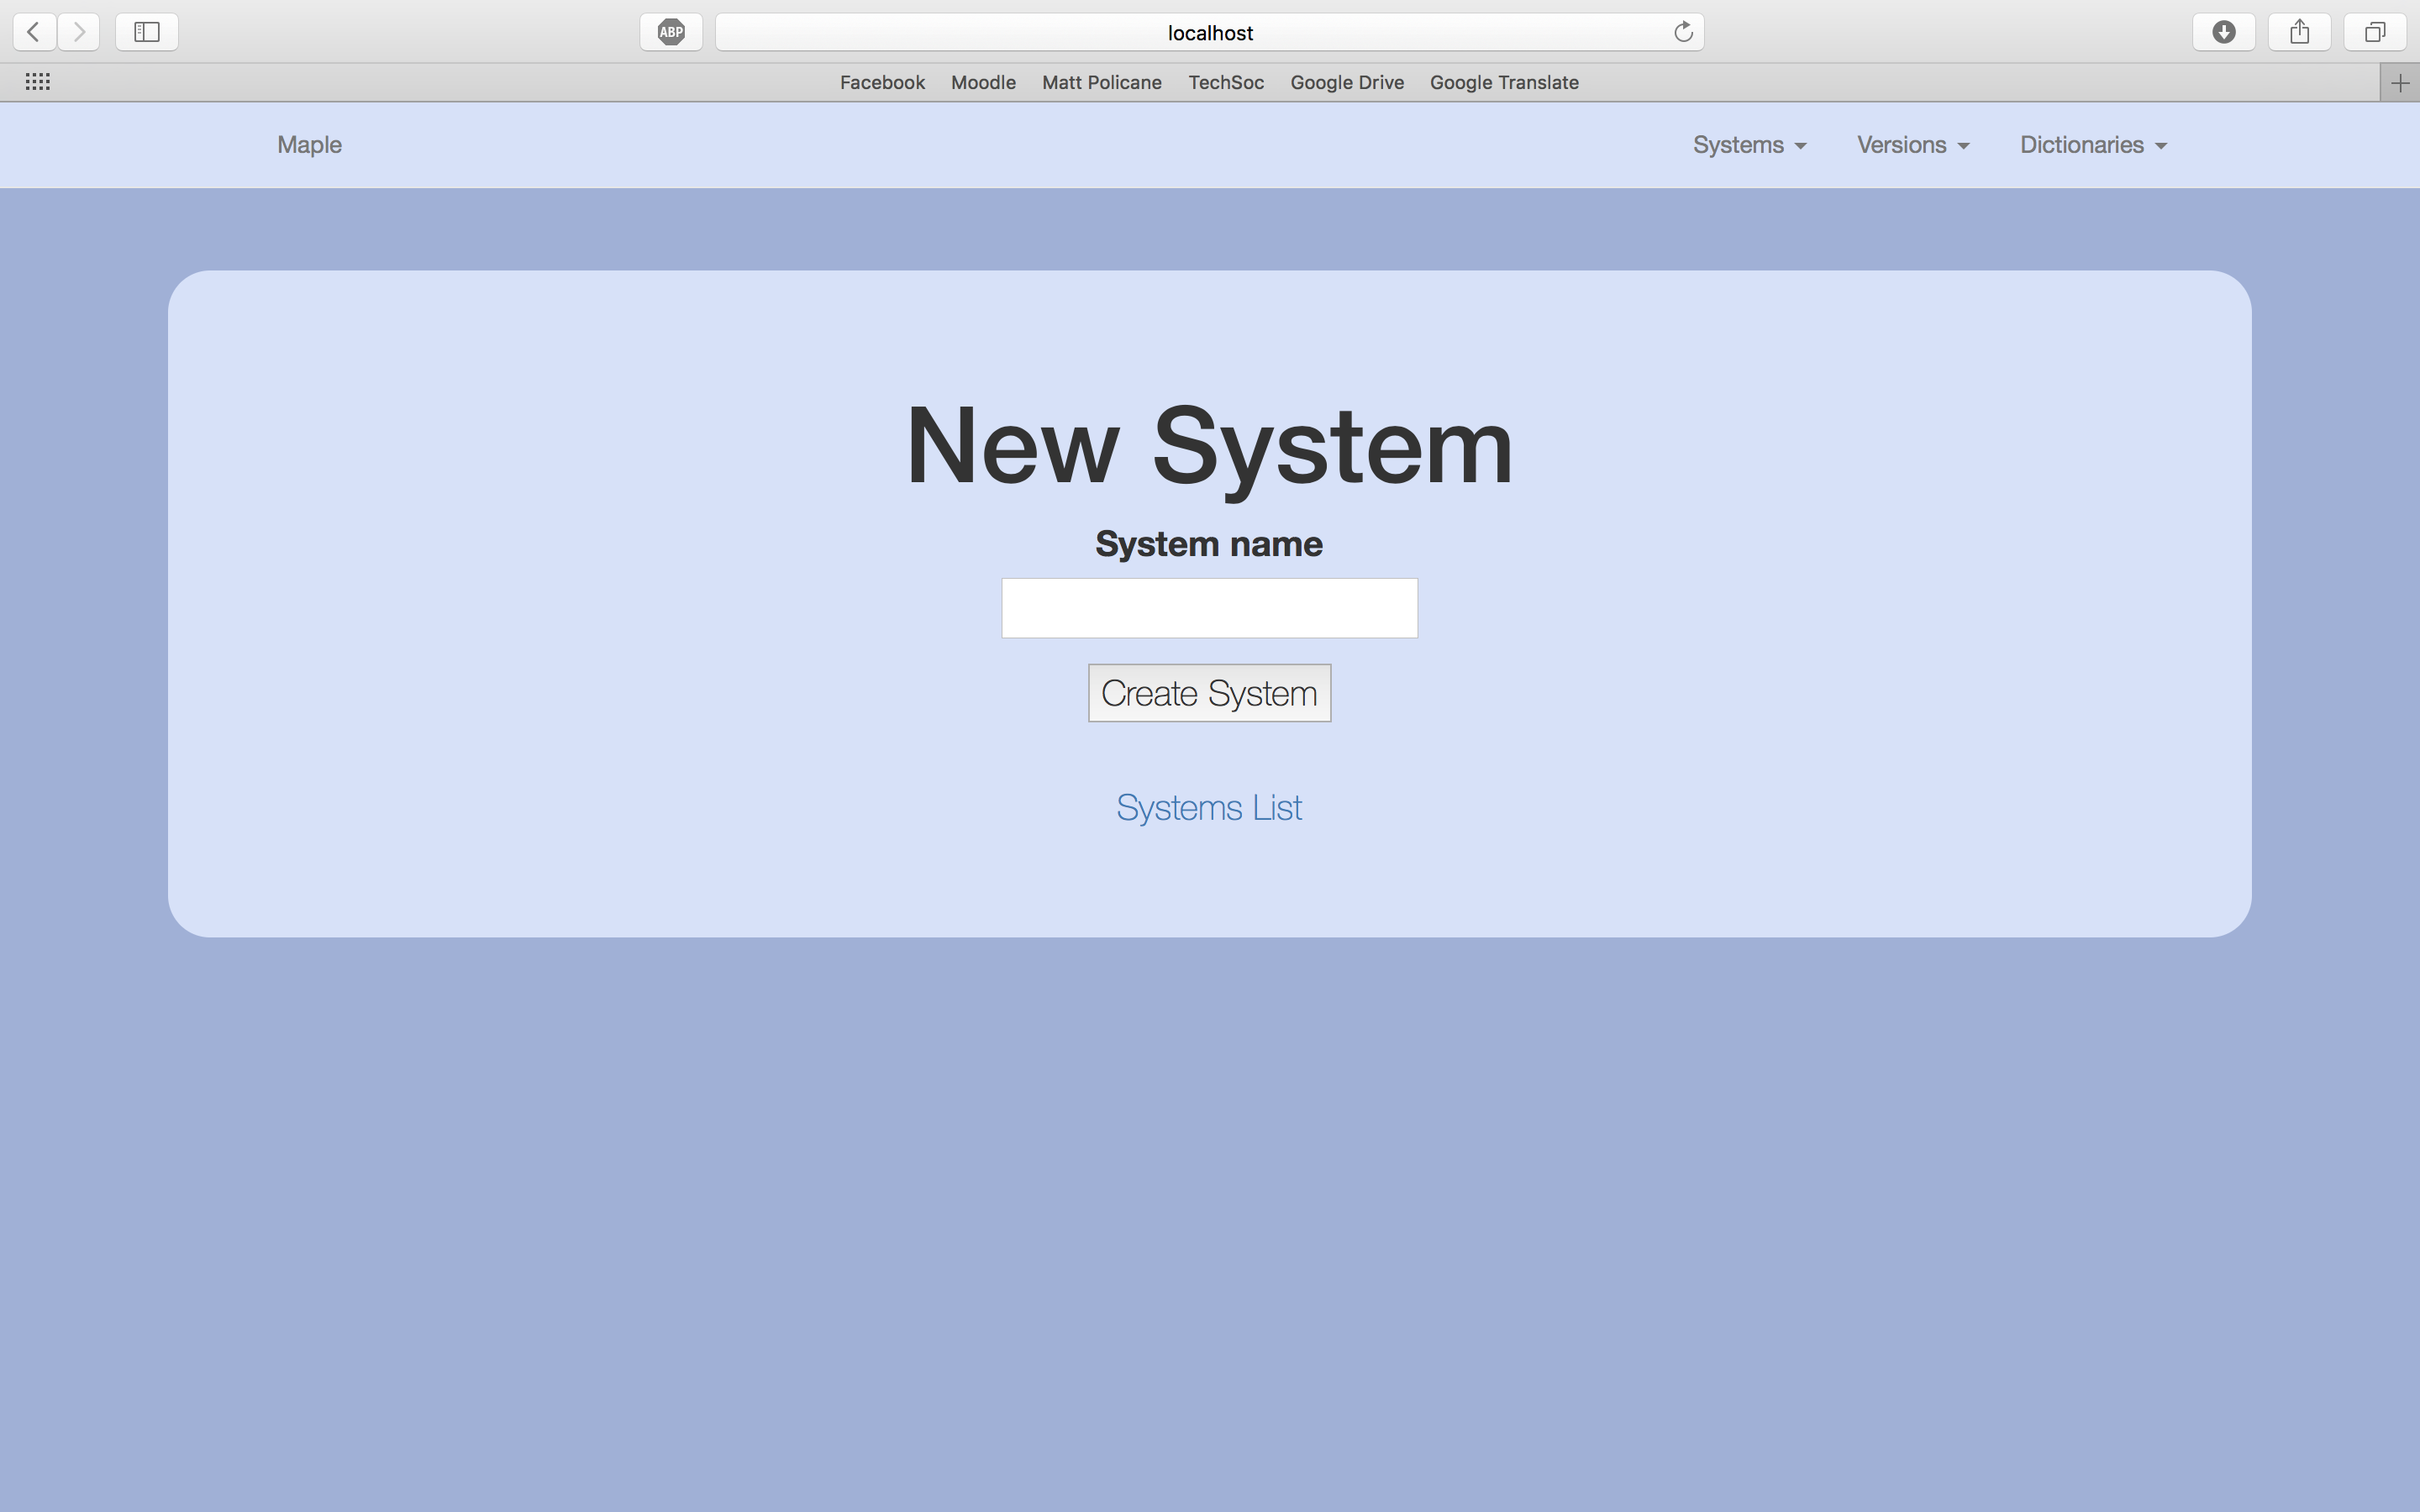 ABP localhost
Facebook Moodle Matt Policane TechSoc Google Drive Google Translate
Maple Systems Versions Dictionaries
New System
System name
Create System
Systems List